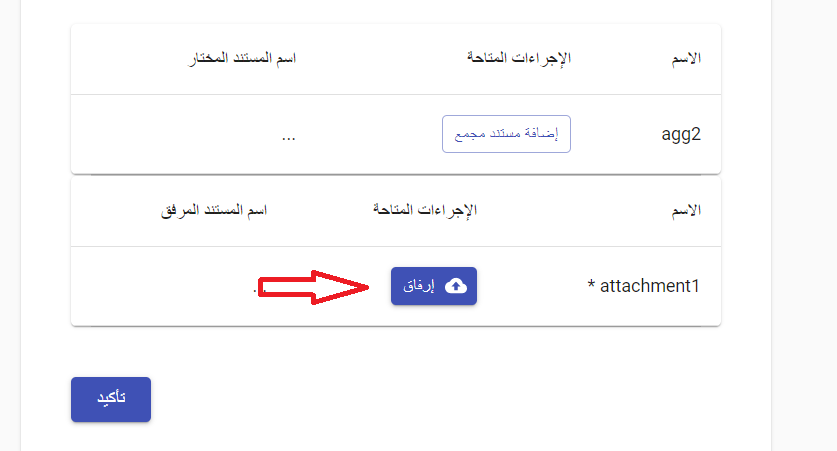 الاسم الإجراءات المتاحة اسم المستند المختار
agg2 إضافة مستند مجمع ...
الاسم الإجراءات المتاحة اسم المستند المرفق
attachment1 * إرفاق
تأكيد